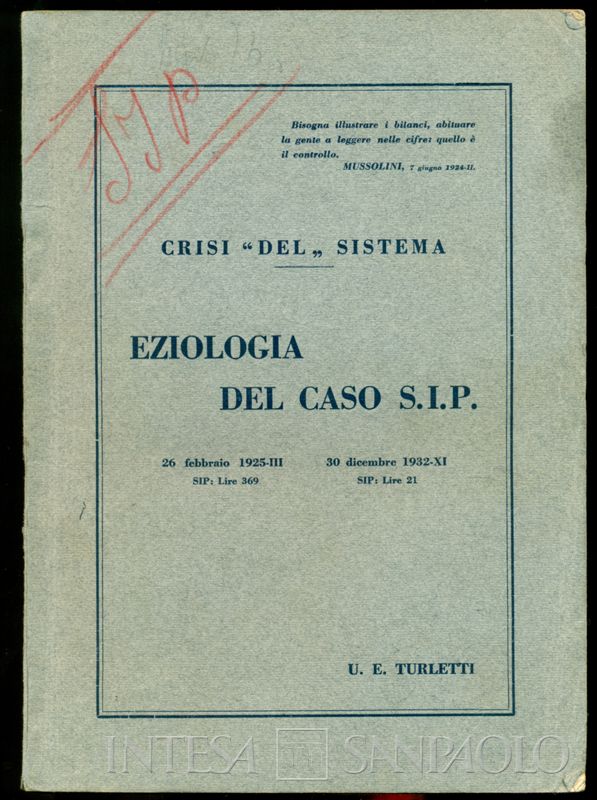 SIP
Bisogna illustrare i bilanci, abituare
la gente a leggere nelle cifre: quello è
il controllo.
MUSSOLINI, 7 giugno 1924-II.
CRISI “DEL„ SISTEMA
EZIOLOGIA
DEL CASO S.I.P.
26 febbraio 1925-III 30 dicembre 1932-XI
SIP: Lire 369 SIP: Lire 21
U. E. TURLETTI
INTESA SANPAOLO